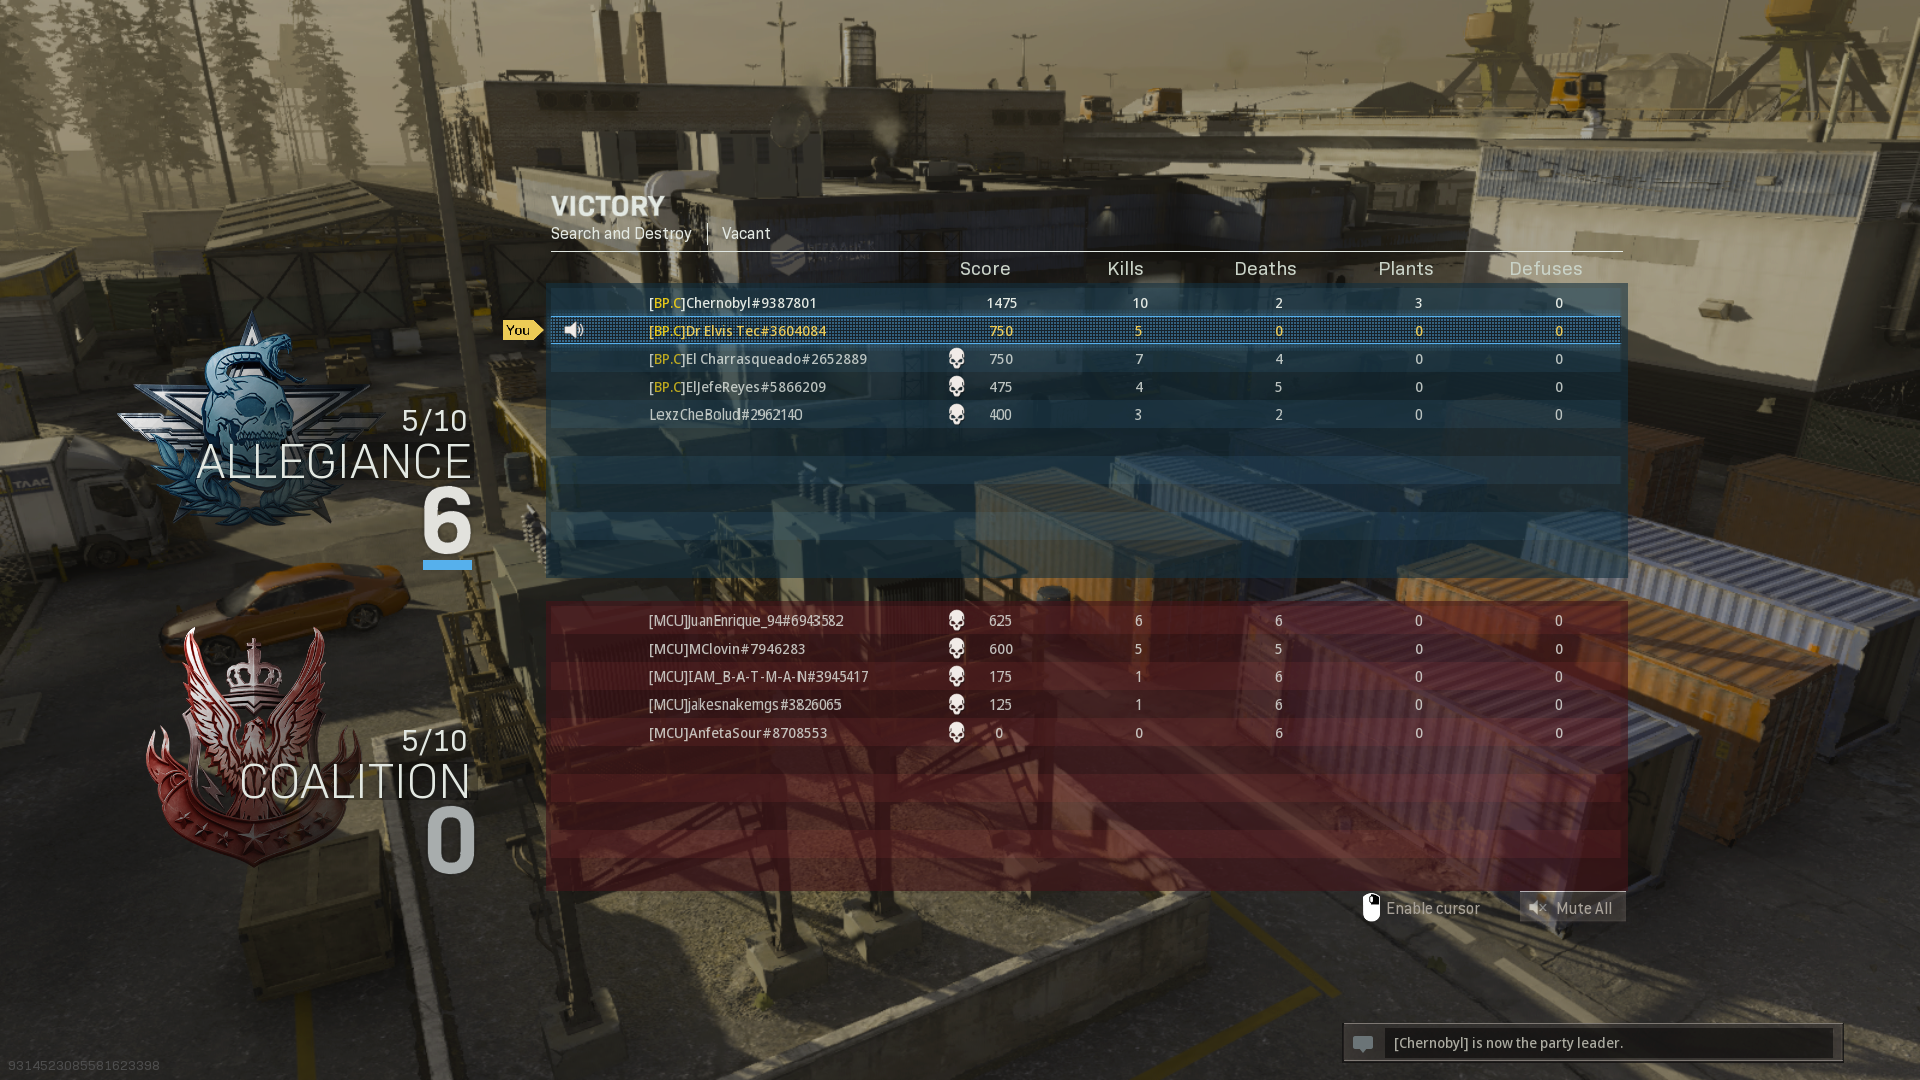 VICTORY
Search and Destroy | Vacant
Score Kills Deaths Plants Defuses
[BP.C]Chernobyl#9387801 1475 10 2 3 0
You [BP.C]Dr Elvis Tec#3604084 750 5 0 0 0
[BP.C]El Charrasqueado#2652889 750 7 4 0 0
[BP.C]ElJefeReyes#5866209 475 4 5 0 0
LexzCheBolud#2962140 400 3 2 0 0
5/10
ALLEGIANCE
6
[MCU]JuanEnrique_94#6943582 625 6 6 0 0
[MCU]MClovin#7946283 600 5 5 0 0
[MCU]IAM_B-A-T-M-A-N#3945417 175 1 6 0 0
[MCU]jakesnakemgs#3826065 125 1 6 0 0
[MCU]AnfetaSour#8708553 0 0 6 0 0
5/10
COALITION
0
Enable cursor Mute All
[Chernobyl] is now the party leader.
9314523085581623398